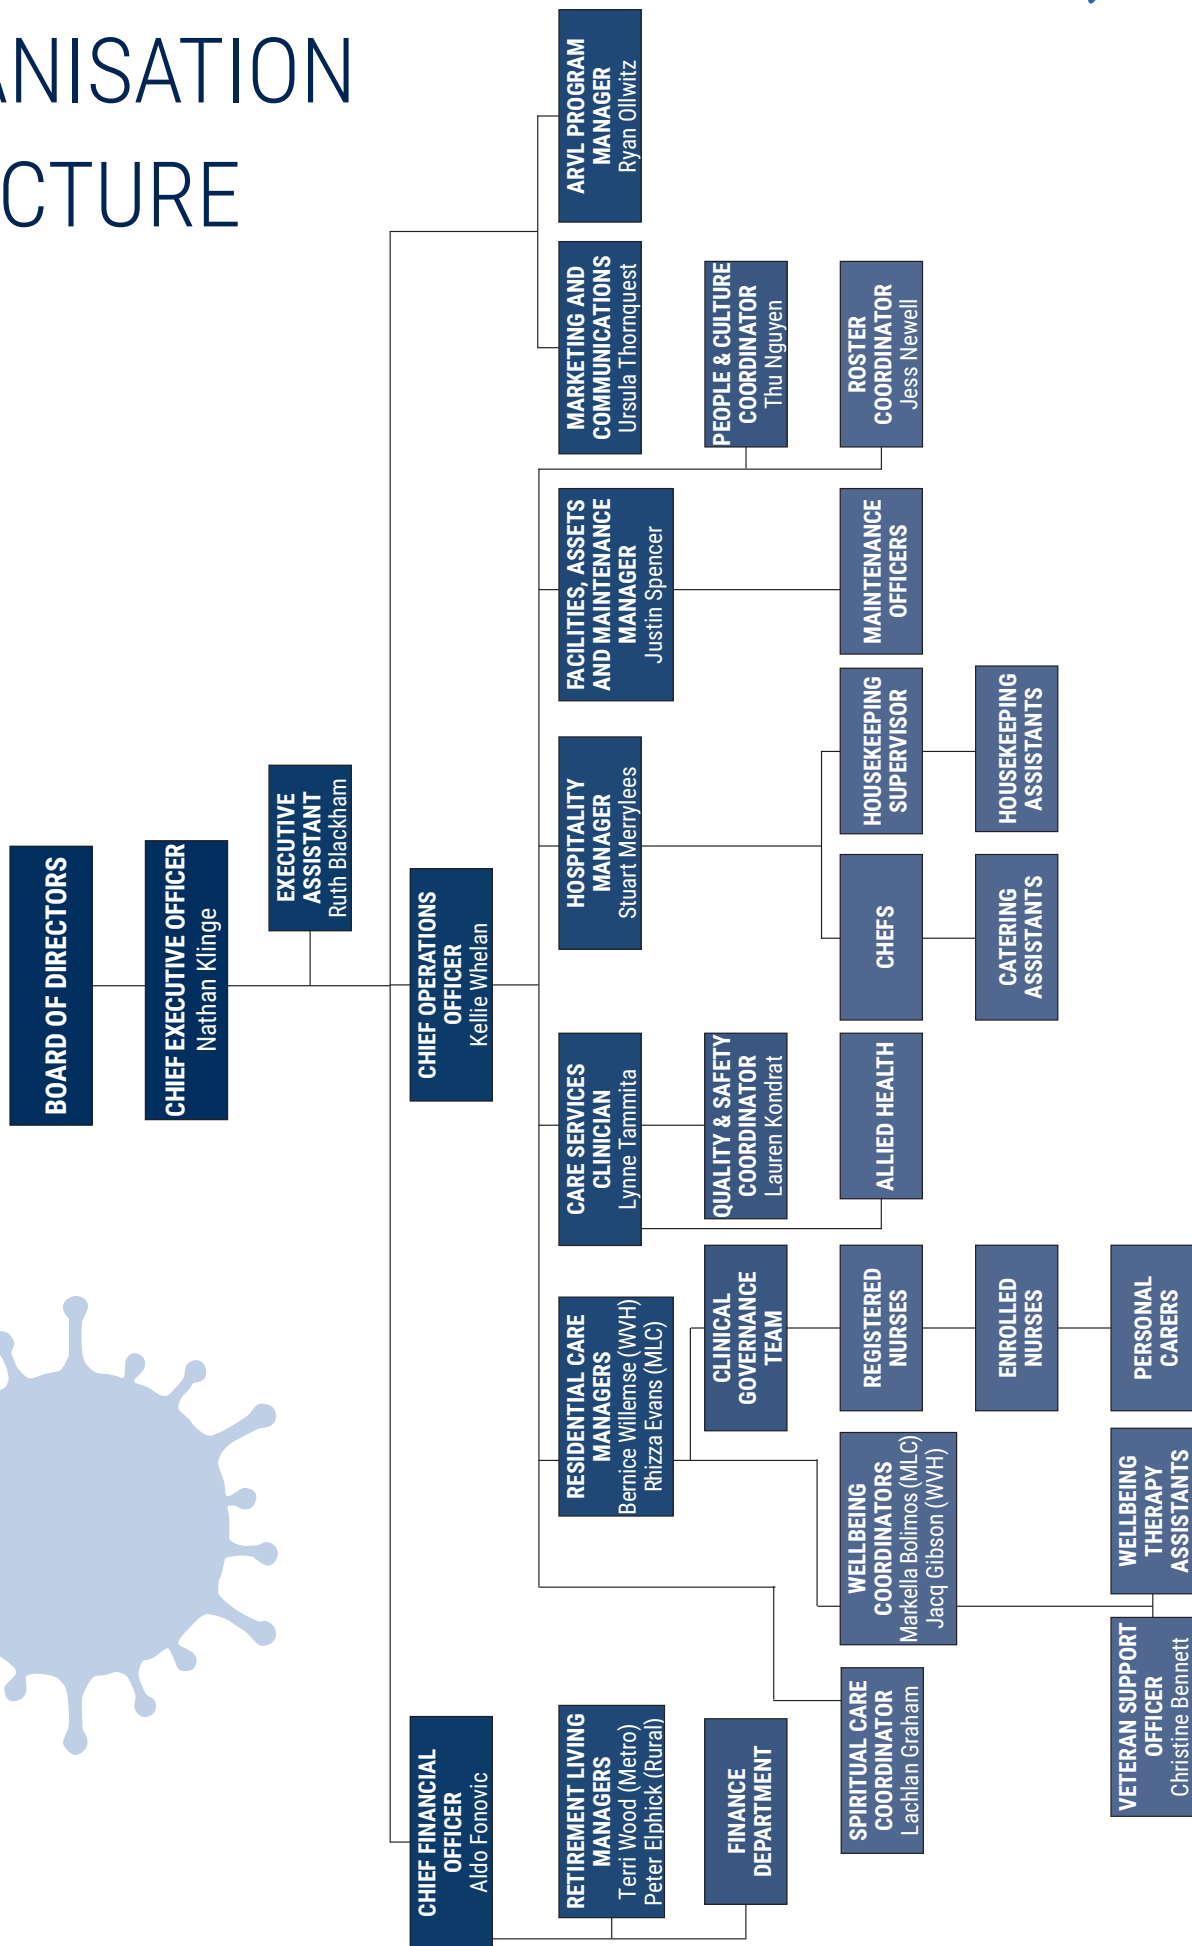 ANISATION
CTURE
BOARD OF DIRECTORS
CHIEF EXECUTIVE OFFICER
Nathan Klinge
EXECUTIVE
ASSISTANT
Ruth Blackham
CHIEF FINANCIAL
OFFICER
Aldo Fonovic
CHIEF OPERATIONS
OFFICER
Kellie Whelan
RETIREMENT LIVING
MANAGERS
Terri Wood (Metro)
Peter Elphick (Rural)
RESIDENTIAL CARE
MANAGERS
Bernice Willemse (WVH)
Rhizza Evans (MLC)
CARE SERVICES
CLINICIAN
Lynne Tammita
HOSPITALITY
MANAGER
Stuart Merrylees
FACILITIES, ASSETS
AND MAINTENANCE
MANAGER
Justin Spencer
MARKETING AND
COMMUNICATIONS
Ursula Thornquest
ARVL PROGRAM
MANAGER
Ryan Ollwitz
FINANCE
DEPARTMENT
CLINICAL
GOVERNANCE
TEAM
QUALITY & SAFETY
COORDINATOR
Lauren Kondrat
PEOPLE & CULTURE
COORDINATOR
Thu Nguyen
SPIRITUAL CARE
COORDINATOR
Lachlan Graham
WELLBEING
COORDINATORS
Markella Bolimos (MLC)
Jacq Gibson (WVH)
REGISTERED
NURSES
ALLIED HEALTH
CHEFS
HOUSEKEEPING
SUPERVISOR
MAINTENANCE
OFFICERS
ROSTER
COORDINATOR
Jess Newell
ENROLLED
NURSES
CATERING
ASSISTANTS
HOUSEKEEPING
ASSISTANTS
VETERAN SUPPORT
OFFICER
Christine Bennett
WELLBEING
THERAPY
ASSISTANTS
PERSONAL
CARERS